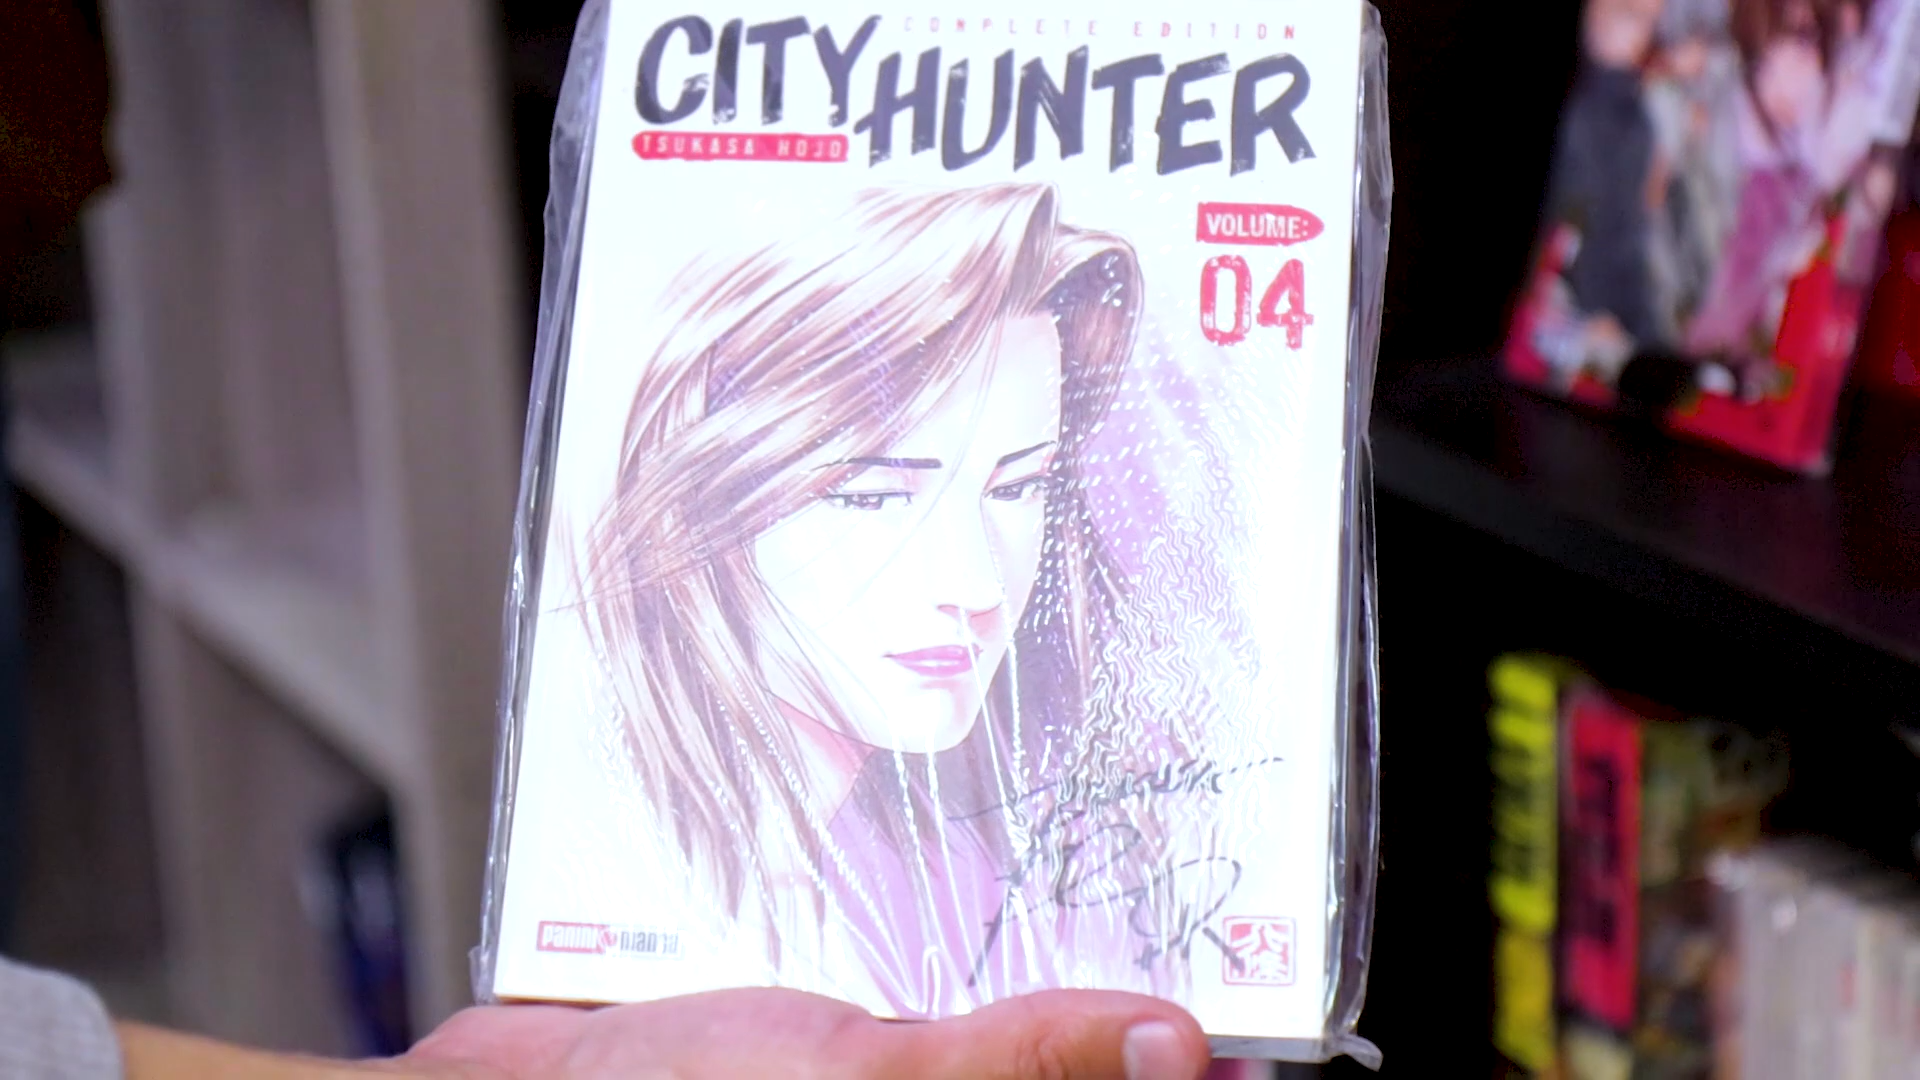 COMPLETE EDITION
CITY HUNTER
TSUKASA HOJO
VOLUME:
04
PANINI MANGA